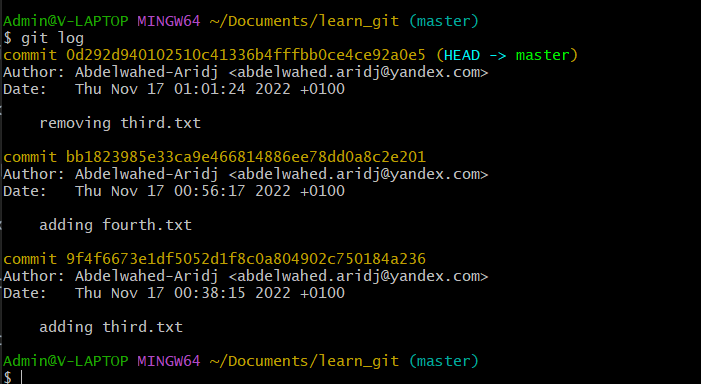 Admin@V-LAPTOP MINGW64 ~/Documents/learn_git (master)
$ git log
commit 0d292d940102510c41336b4fffbb0ce4ce92a0e5 (HEAD -> master)
Author: Abdelwahed-Aridj <abdelwahed.aridj@yandex.com>
Date:   Thu Nov 17 01:01:24 2022 +0100
    removing third.txt
commit bb1823985e33ca9e466814886ee78dd0a8c2e201
Author: Abdelwahed-Aridj <abdelwahed.aridj@yandex.com>
Date:   Thu Nov 17 00:56:17 2022 +0100
    adding fourth.txt
commit 9f4f6673e1df5052d1f8c0a804902c750184a236
Author: Abdelwahed-Aridj <abdelwahed.aridj@yandex.com>
Date:   Thu Nov 17 00:38:15 2022 +0100
    adding third.txt
Admin@V-LAPTOP MINGW64 ~/Documents/learn_git (master)
$